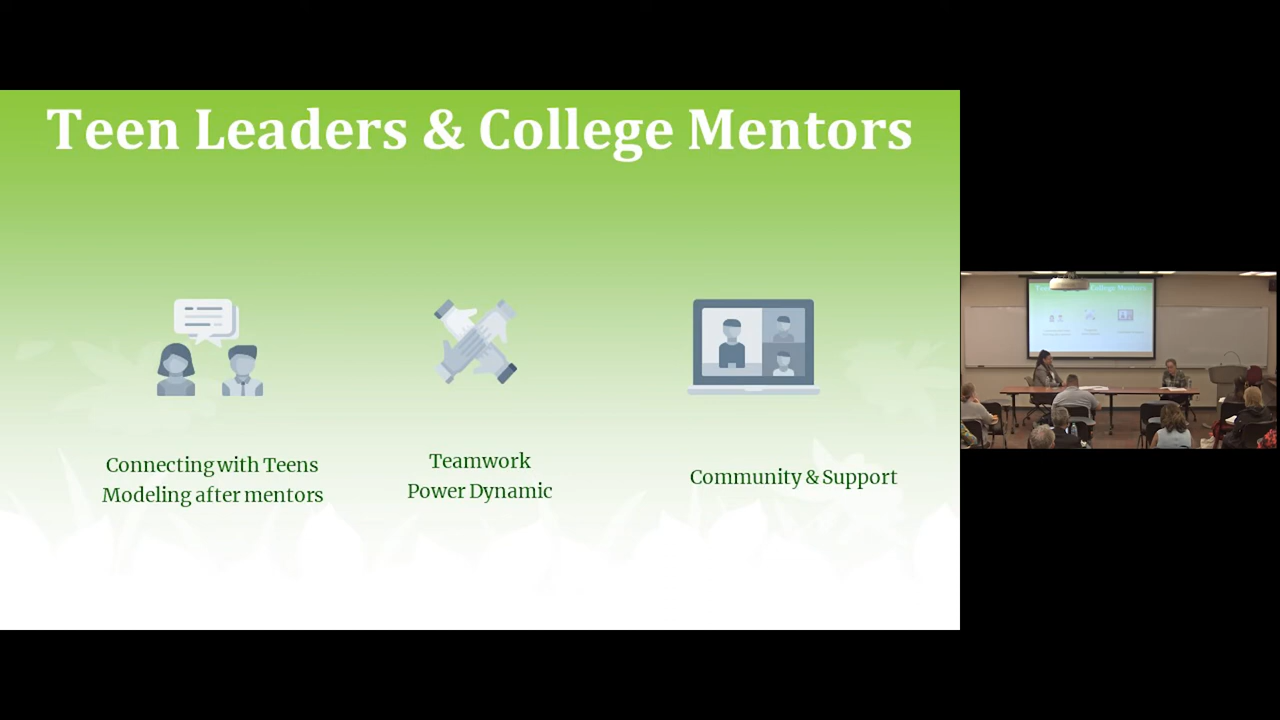 Teen Leaders & College Mentors
Connecting with Teens
Modeling after mentors
Teamwork
Power Dynamic
Community & Support